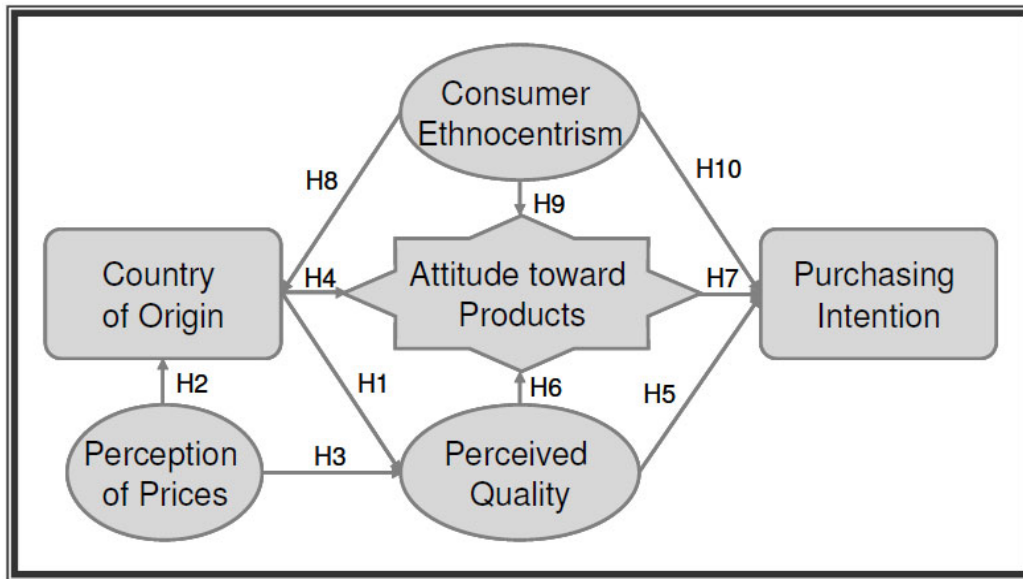 Consumer
Ethnocentrism
H8
H10
H9
Country
of Origin
H4
Attitude toward
Products
H7
Purchasing
Intention
H2
H1
H6
H5
Perception
of Prices
H3
Perceived
Quality